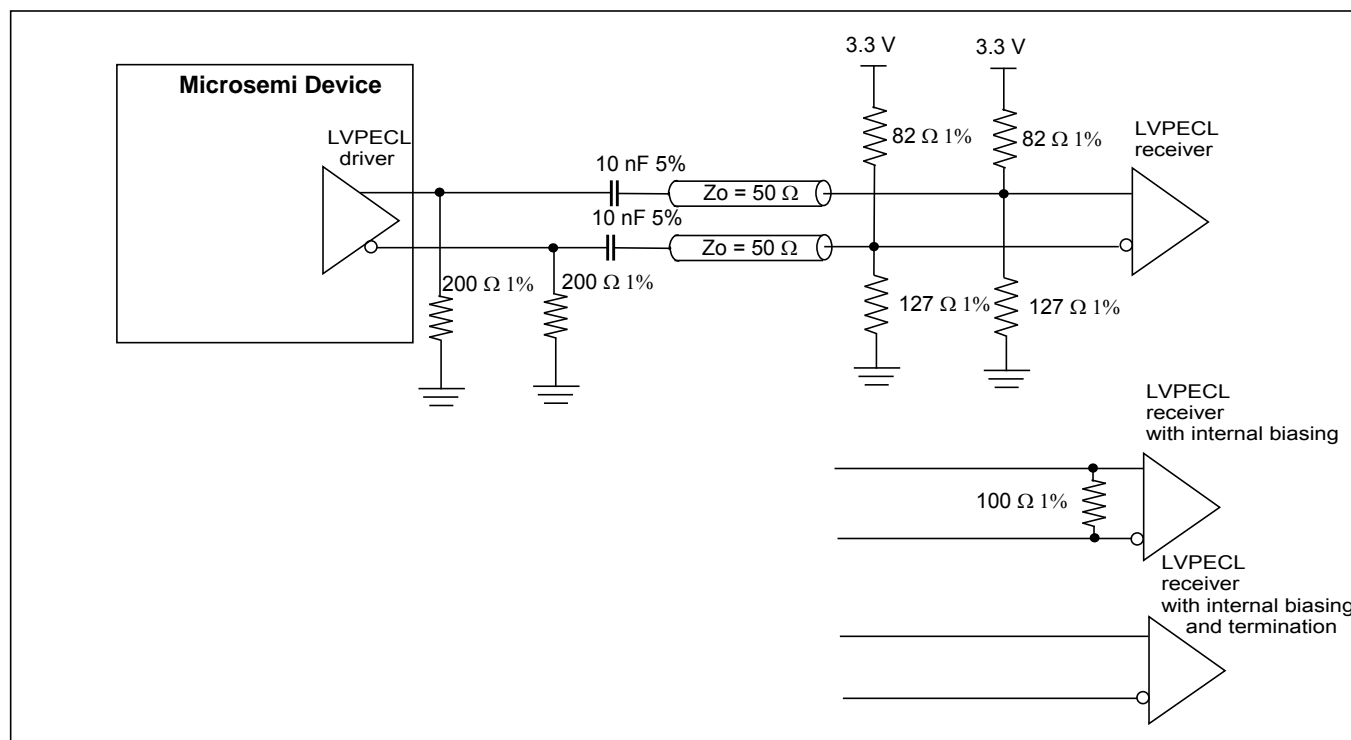 3.3 V
3.3 V
Microsemi Device
LVPECL
driver
82 Ω 1%
82 Ω 1%
LVPECL
receiver
10 nF 5%
Zo = 50 Ω
10 nF 5%
Zo = 50 Ω
200 Ω 1%
200 Ω 1%
127 Ω 1%
127 Ω 1%
LVPECL
receiver
with internal biasing
100 Ω 1%
LVPECL
receiver
with internal biasing
and termination